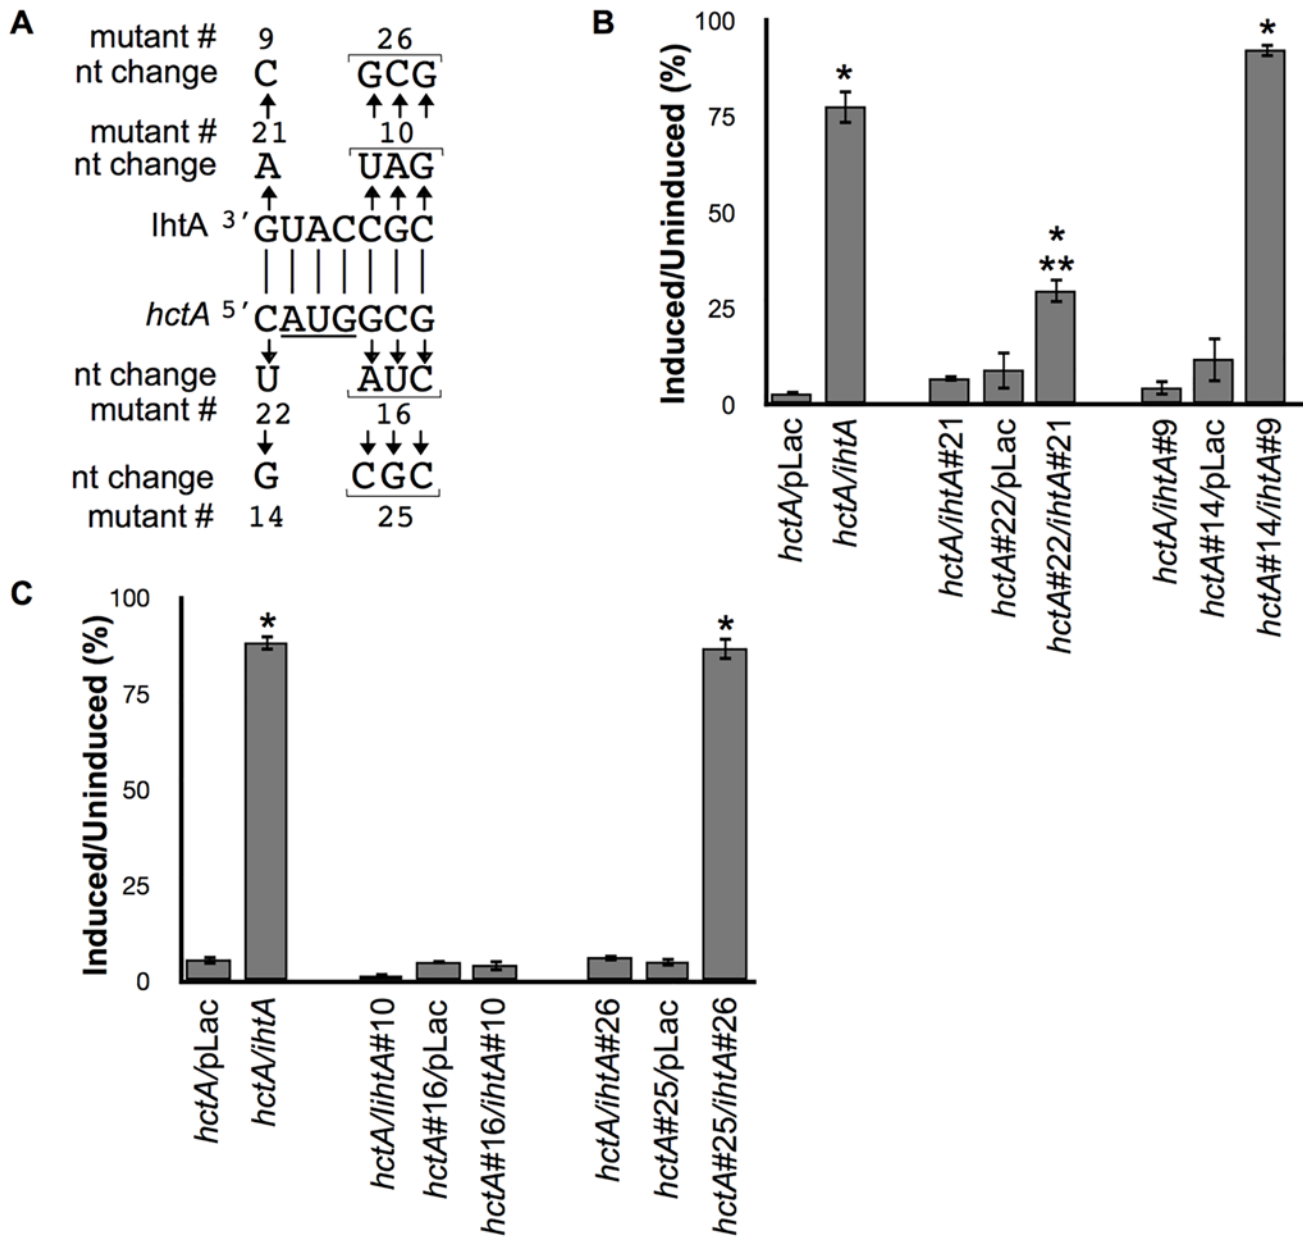 A
mutant # 9 26
nt change C GCG
mutant # 21 10
nt change A UAG
IhtA 3′ GUACCGC
hctA 5′ CAUGGCG
nt change U AUC
mutant # 22 16
nt change G CGC
mutant # 14 25
B
Induced/Uninduced (%)
100
75
50
25
0
*
*
**
*
hctA/pLac
hctA/ihtA
hctA/ihtA#21
hctA#22/pLac
hctA#22/ihtA#21
hctA/ihtA#9
hctA#14/pLac
hctA#14/ihtA#9
C
Induced/Uninduced (%)
100
75
50
25
0
*
*
hctA/pLac
hctA/ihtA
hctA/IihtA#10
hctA#16/pLac
hctA#16/ihtA#10
hctA/ihtA#26
hctA#25/pLac
hctA#25/ihtA#26